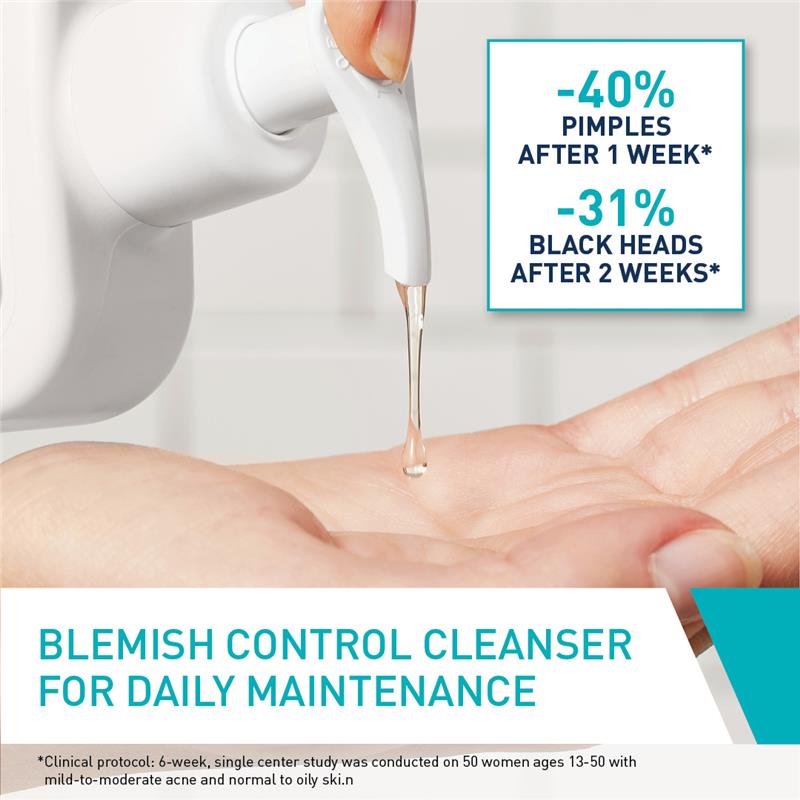 -40%
PIMPLES
AFTER 1 WEEK*
-31%
BLACK HEADS
AFTER 2 WEEKS*
BLEMISH CONTROL CLEANSER
FOR DAILY MAINTENANCE
*Clinical protocol: 6-week, single center study was conducted on 50 women ages 13-50 with
mild-to-moderate acne and normal to oily ski.n